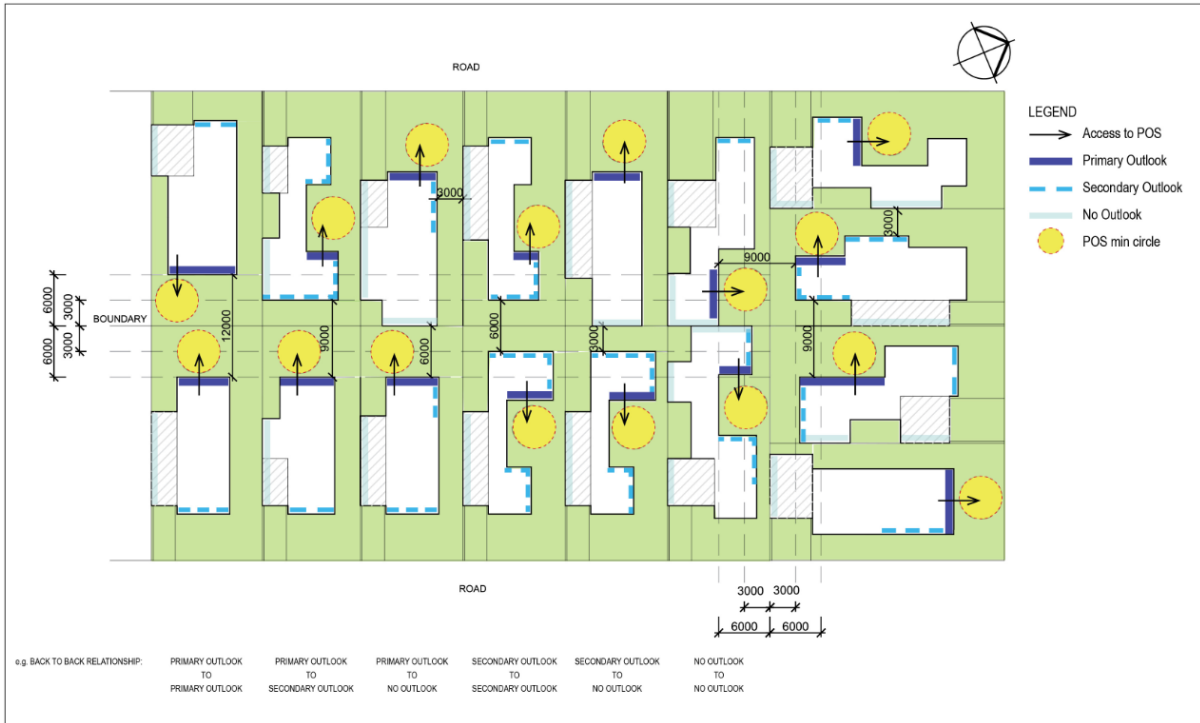 ROAD
LEGEND
Access to POS
Primary Outlook
Secondary Outlook
No Outlook
POS min circle
3000
3000
9000
6000
3000
BOUNDARY
3000
6000
12000
9000
6000
6000
3000
9000
ROAD
3000
3000
6000
6000
e.g. BACK TO BACK RELATIONSHIP:
PRIMARY OUTLOOK
TO
PRIMARY OUTLOOK
PRIMARY OUTLOOK
TO
SECONDARY OUTLOOK
PRIMARY OUTLOOK
TO
NO OUTLOOK
SECONDARY OUTLOOK
TO
SECONDARY OUTLOOK
SECONDARY OUTLOOK
TO
NO OUTLOOK
NO OUTLOOK
TO
NO OUTLOOK